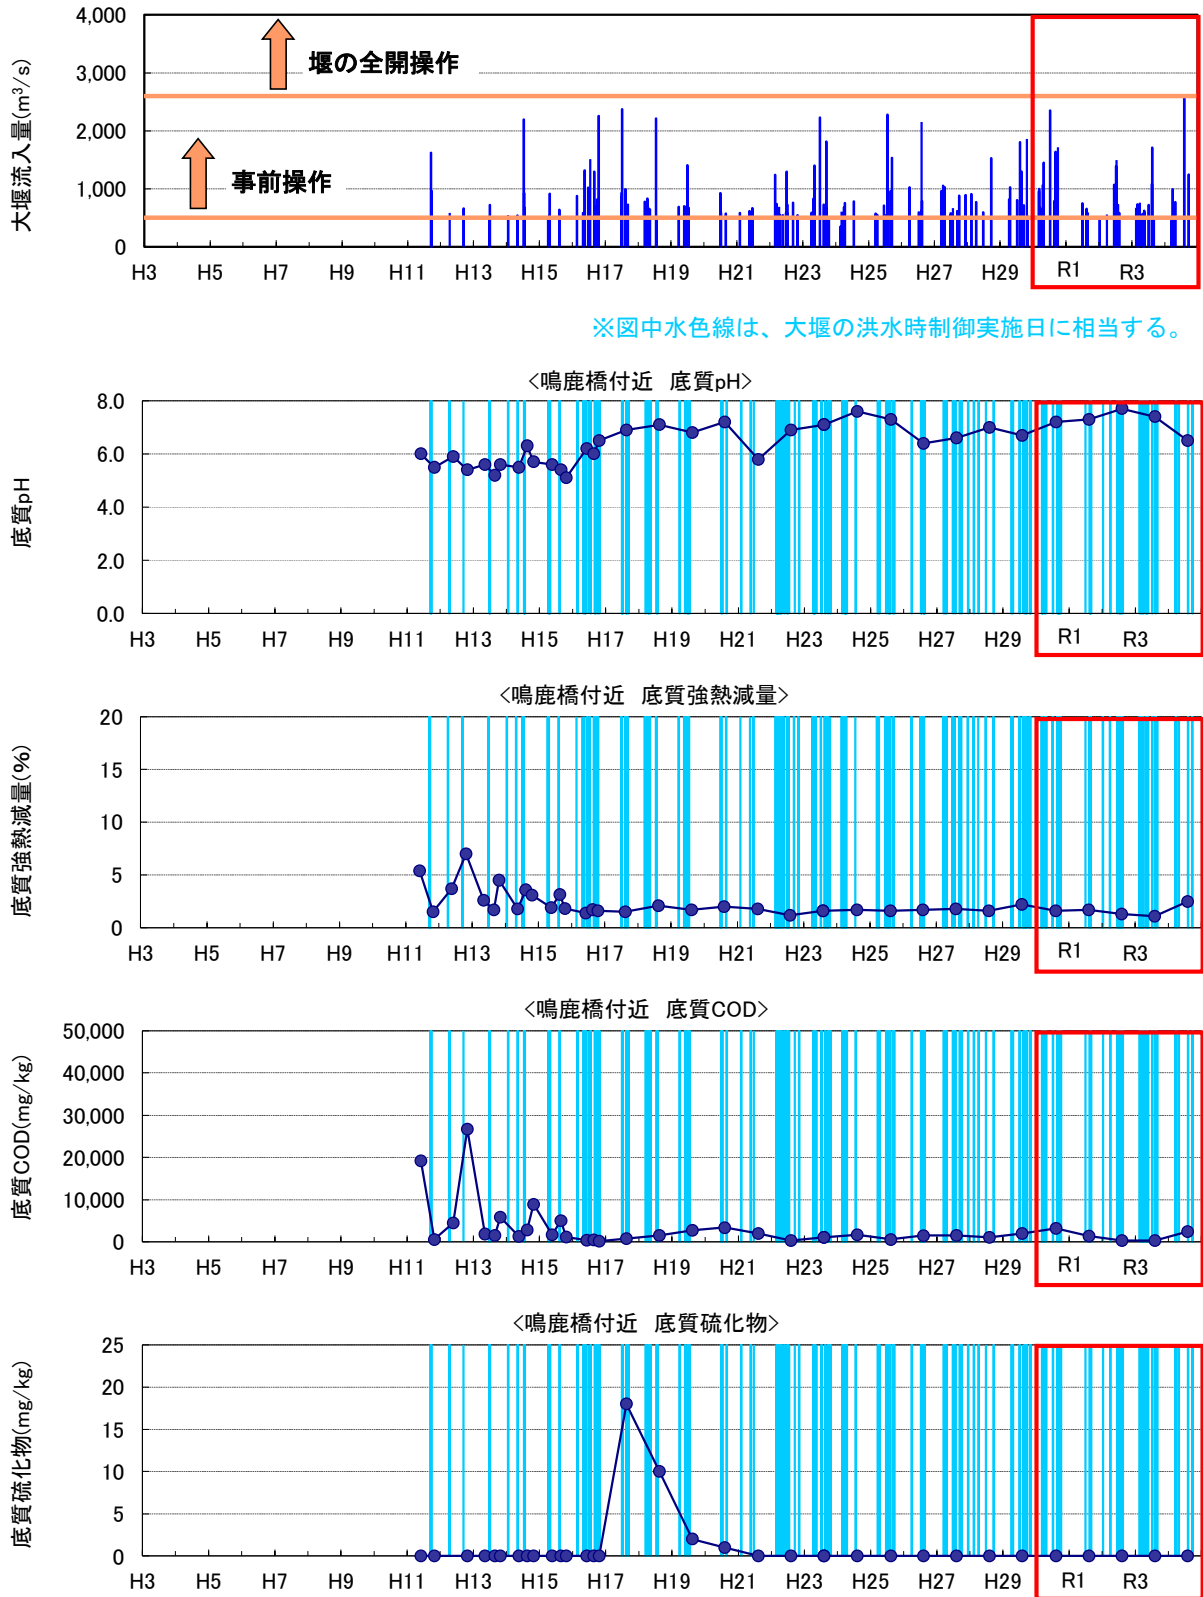 大堰流入量(m³/s)
4,000
3,000
2,000
1,000
0
堰の全開操作
事前操作
H3 H5 H7 H9 H11 H13 H15 H17 H19 H21 H23 H25 H27 H29 R1 R3
※図中水色線は、大堰の洪水時制御実施日に相当する。
<鳴鹿橋付近 底質pH>
底質pH
8.0
6.0
4.0
2.0
0.0
H3 H5 H7 H9 H11 H13 H15 H17 H19 H21 H23 H25 H27 H29 R1 R3
<鳴鹿橋付近 底質強熱減量>
底質強熱減量(%)
20
15
10
5
0
H3 H5 H7 H9 H11 H13 H15 H17 H19 H21 H23 H25 H27 H29 R1 R3
<鳴鹿橋付近 底質COD>
底質COD(mg/kg)
50,000
40,000
30,000
20,000
10,000
0
H3 H5 H7 H9 H11 H13 H15 H17 H19 H21 H23 H25 H27 H29 R1 R3
<鳴鹿橋付近 底質硫化物>
底質硫化物(mg/kg)
25
20
15
10
5
0
H3 H5 H7 H9 H11 H13 H15 H17 H19 H21 H23 H25 H27 H29 R1 R3